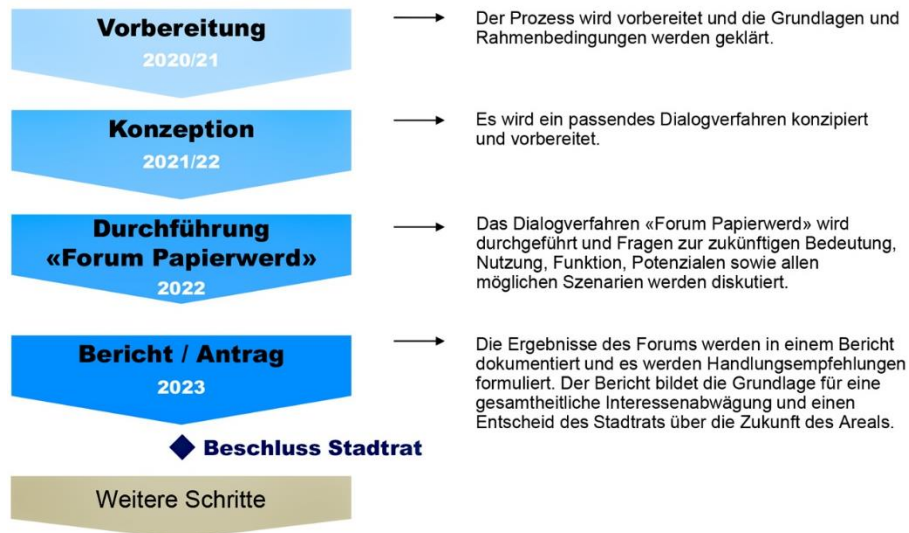 Vorbereitung
2020/21
Der Prozess wird vorbereitet und die Grundlagen und
Rahmenbedingungen werden geklärt.
Konzeption
2021/22
Es wird ein passendes Dialogverfahren konzipiert
und vorbereitet.
Durchführung
«Forum Papierwerd»
2022
Das Dialogverfahren «Forum Papierwerd» wird
durchgeführt und Fragen zur zukünftigen Bedeutung,
Nutzung, Funktion, Potenzialen sowie allen
möglichen Szenarien werden diskutiert.
Bericht / Antrag
2023
Die Ergebnisse des Forums werden in einem Bericht
dokumentiert und es werden Handlungsempfehlungen
formuliert. Der Bericht bildet die Grundlage für eine
gesamtheitliche Interessenabwägung und einen
Entscheid des Stadtrats über die Zukunft des Areals.
Beschluss Stadtrat
Weitere Schritte